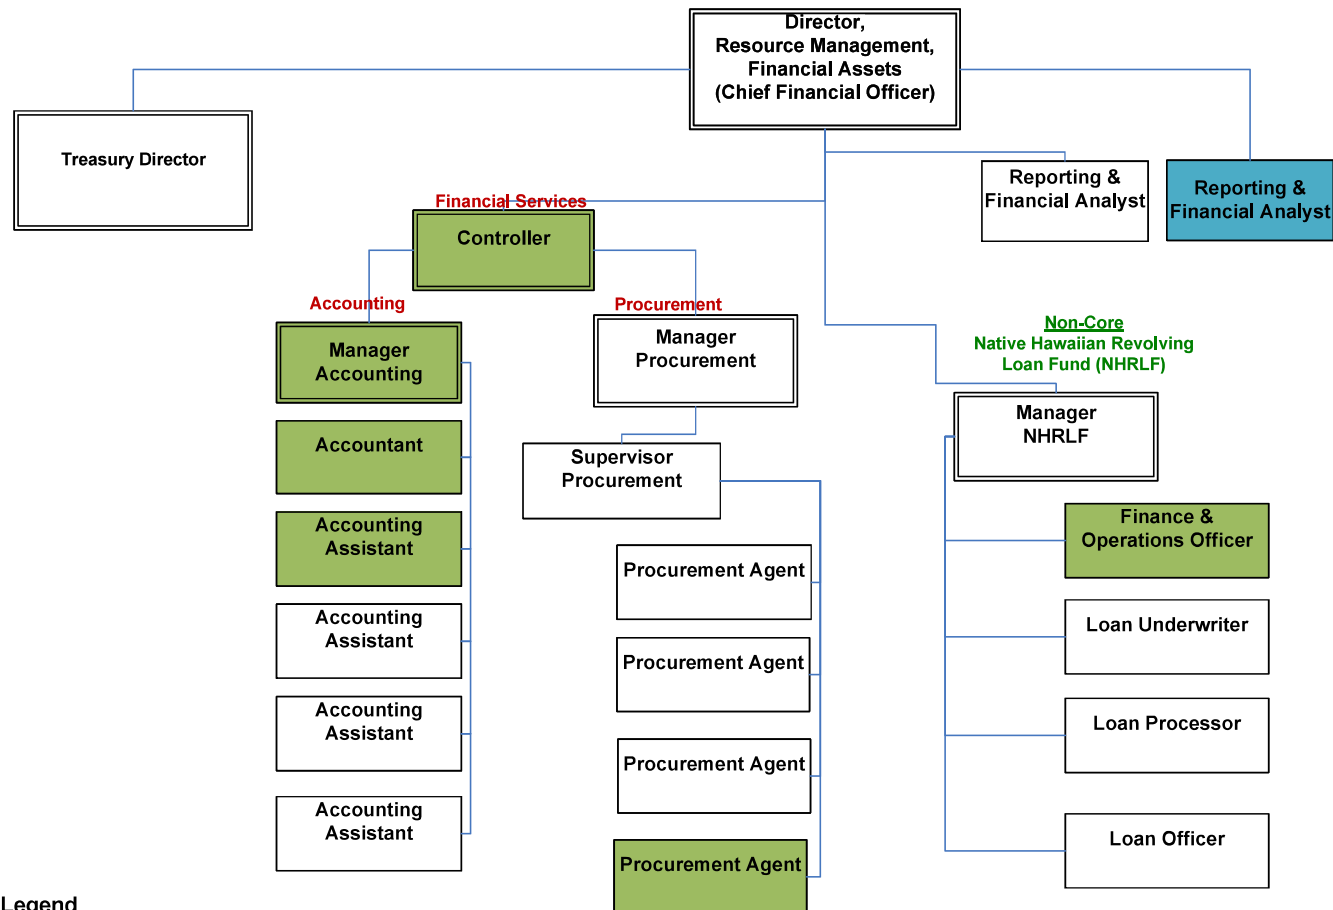 Director,
Resource Management,
Financial Assets
(Chief Financial Officer)
Treasury Director
Reporting &
Financial Analyst
Reporting &
Financial Analyst
Financial Services
Controller
Accounting
Procurement
Manager
Accounting
Manager
Procurement
Non-Core
Native Hawaiian Revolving
Loan Fund (NHRLF)
Manager
NHRLF
Accountant
Accounting
Assistant
Accounting
Assistant
Accounting
Assistant
Accounting
Assistant
Supervisor
Procurement
Procurement Agent
Procurement Agent
Procurement Agent
Procurement Agent
Finance &
Operations Officer
Loan Underwriter
Loan Processor
Loan Officer
Legend